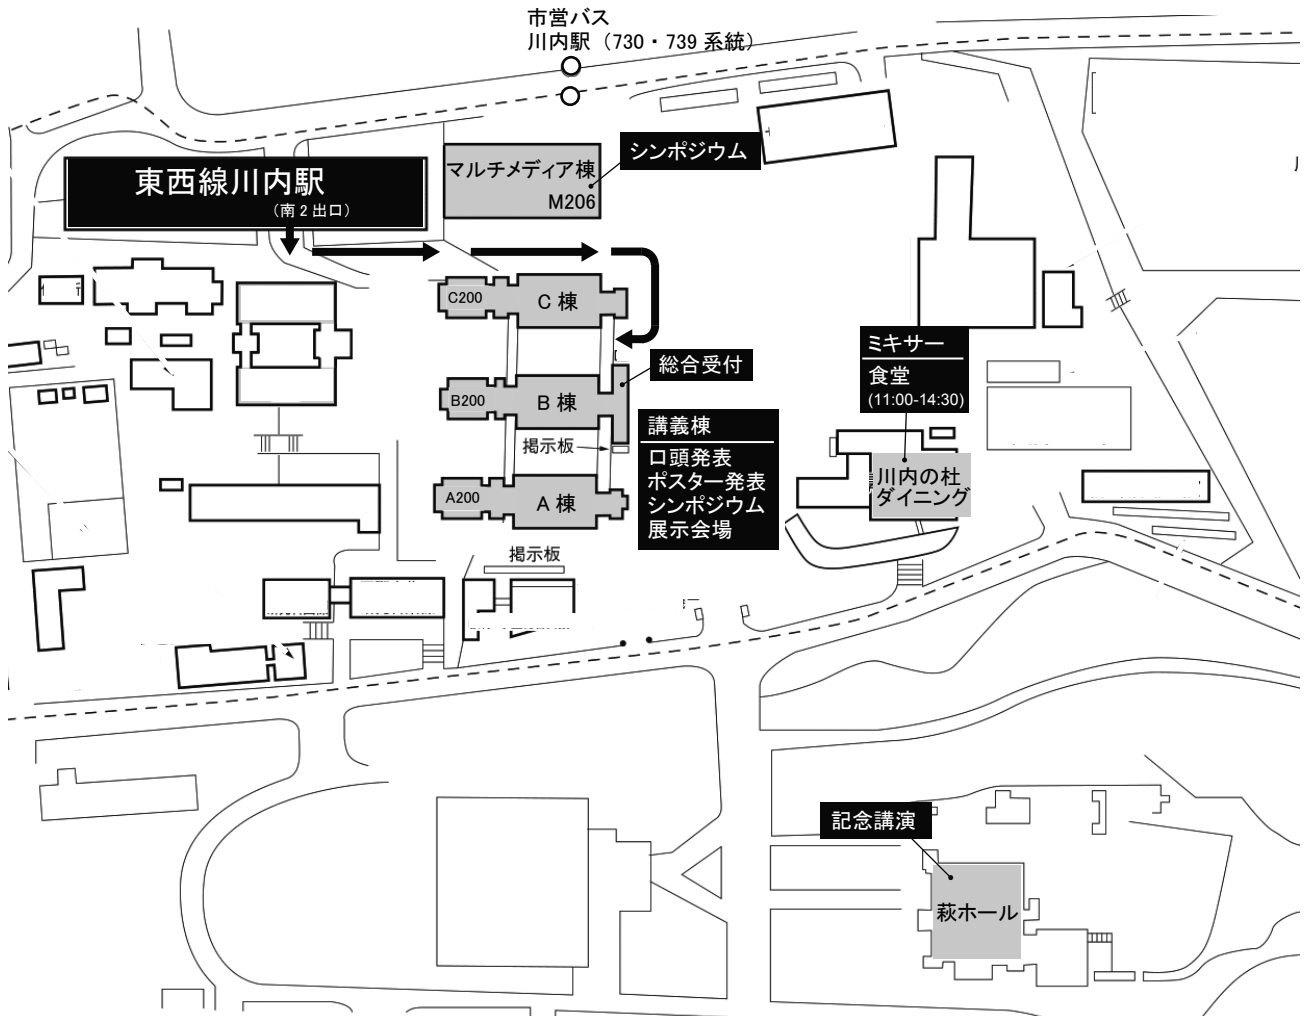 市営バス
川内駅（730・739 系統）
東西線川内駅
（南 2 出口）
マルチメディア棟
M206
シンポジウム
C200
C 棟
総合受付
B200
B 棟
掲示板
A200
A 棟
掲示板
講義棟
口頭発表
ポスター発表
シンポジウム
展示会場
ミキサー
食堂
(11:00-14:30)
川内の杜
ダイニング
記念講演
萩ホール